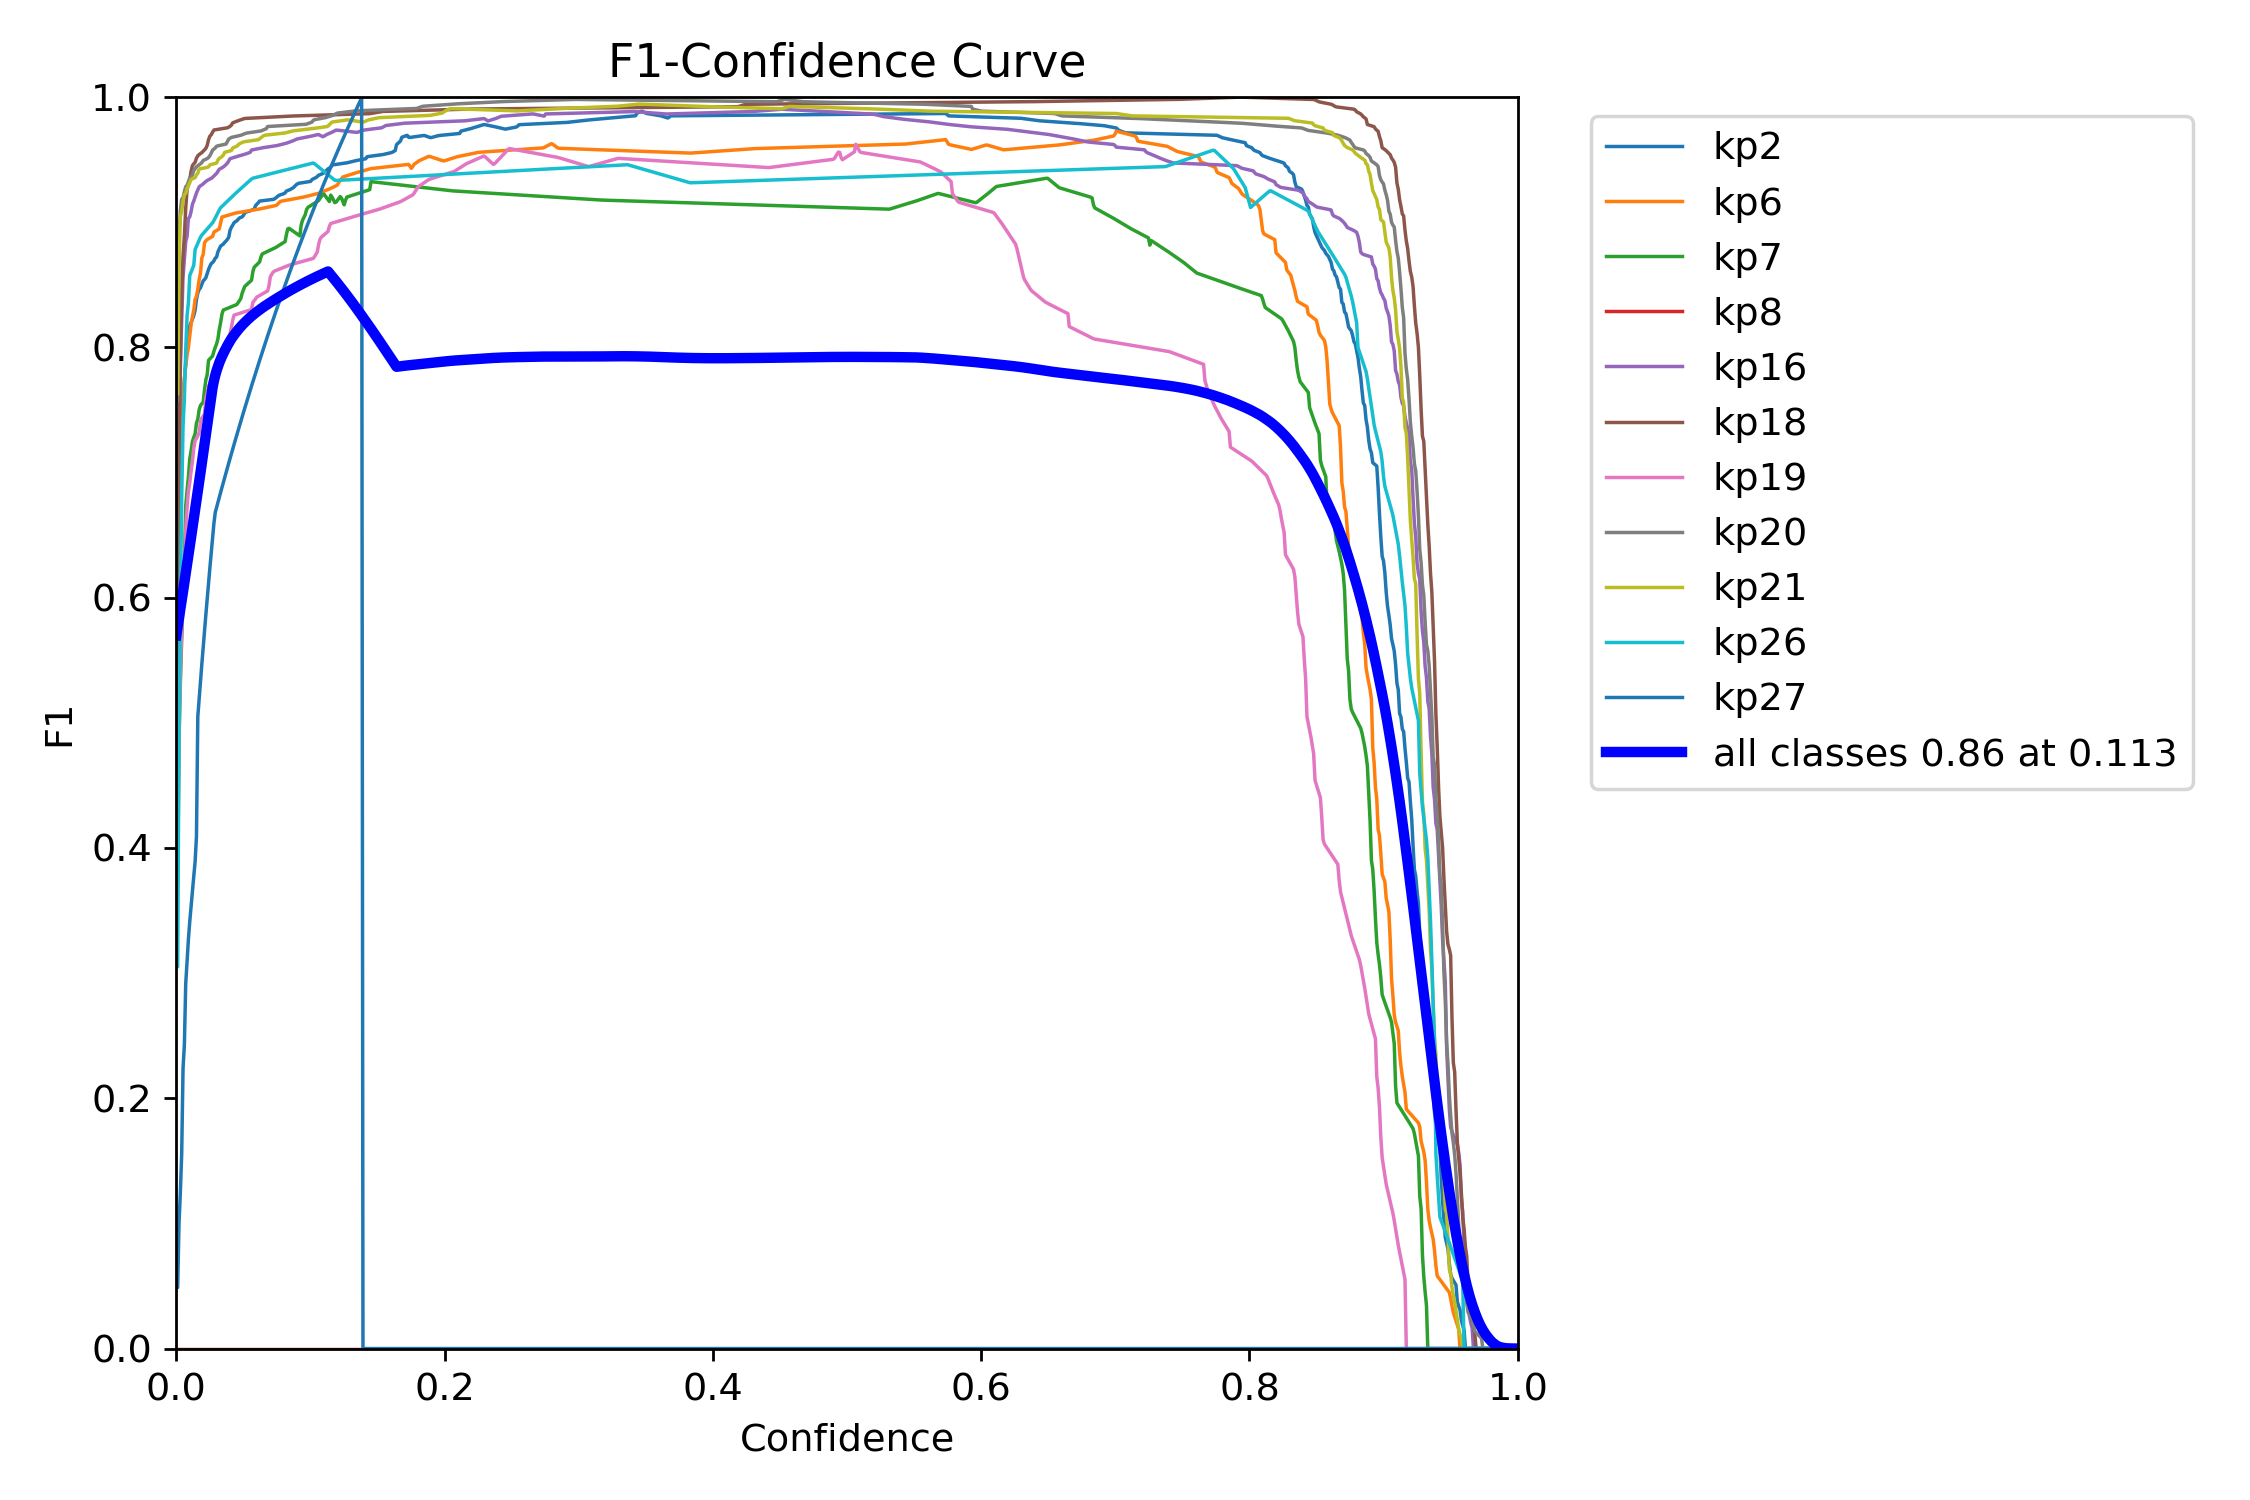 F1-Confidence Curve
1.0
0.8
0.6
0.4
0.2
0.0
F1
0.0 0.2 0.4 0.6 0.8 1.0
Confidence
kp2
kp6
kp7
kp8
kp16
kp18
kp19
kp20
kp21
kp26
kp27
all classes 0.86 at 0.113